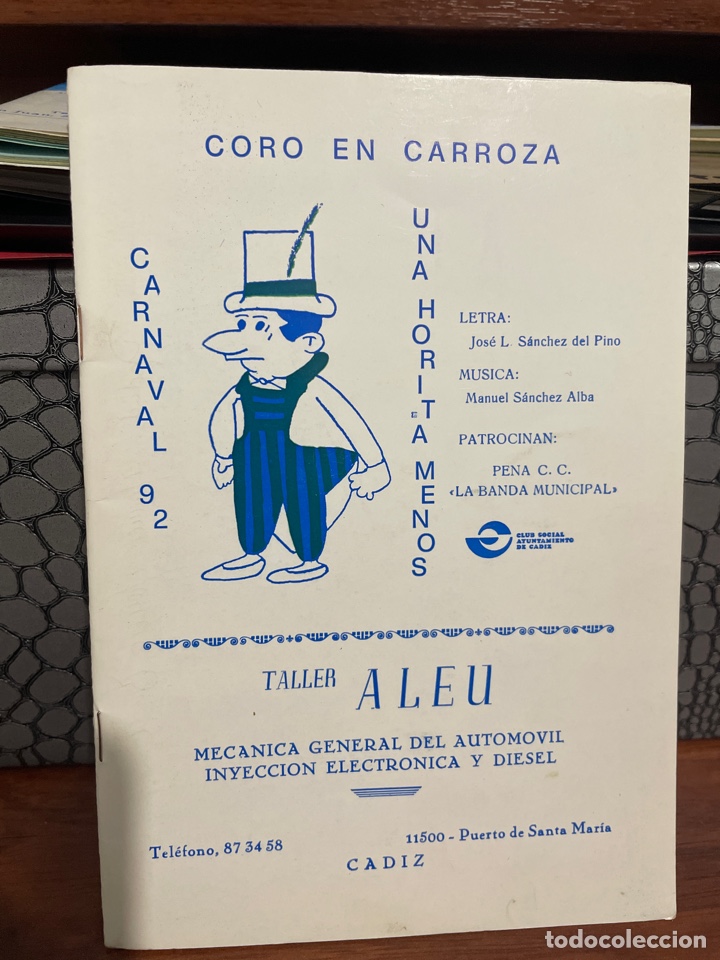 CORO EN CARROZA
CARNAVAL 92
UNA HORITA MENOS
E
LETRA:
José L. Sánchez del Pino
MUSICA:
Manuel Sánchez Alba
PATROCINAN:
PENA C. C.
«LA BANDA MUNICIPAL»
CLUB SOCIAL
AYUNTAMIENTO
DE CADIZ
TALLER ALEU
MECANICA GENERAL DEL AUTOMOVIL
INYECCION ELECTRONICA Y DIESEL
Teléfono, 87 34 58
11500 - Puerto de Santa María
CADIZ
todocoleccion